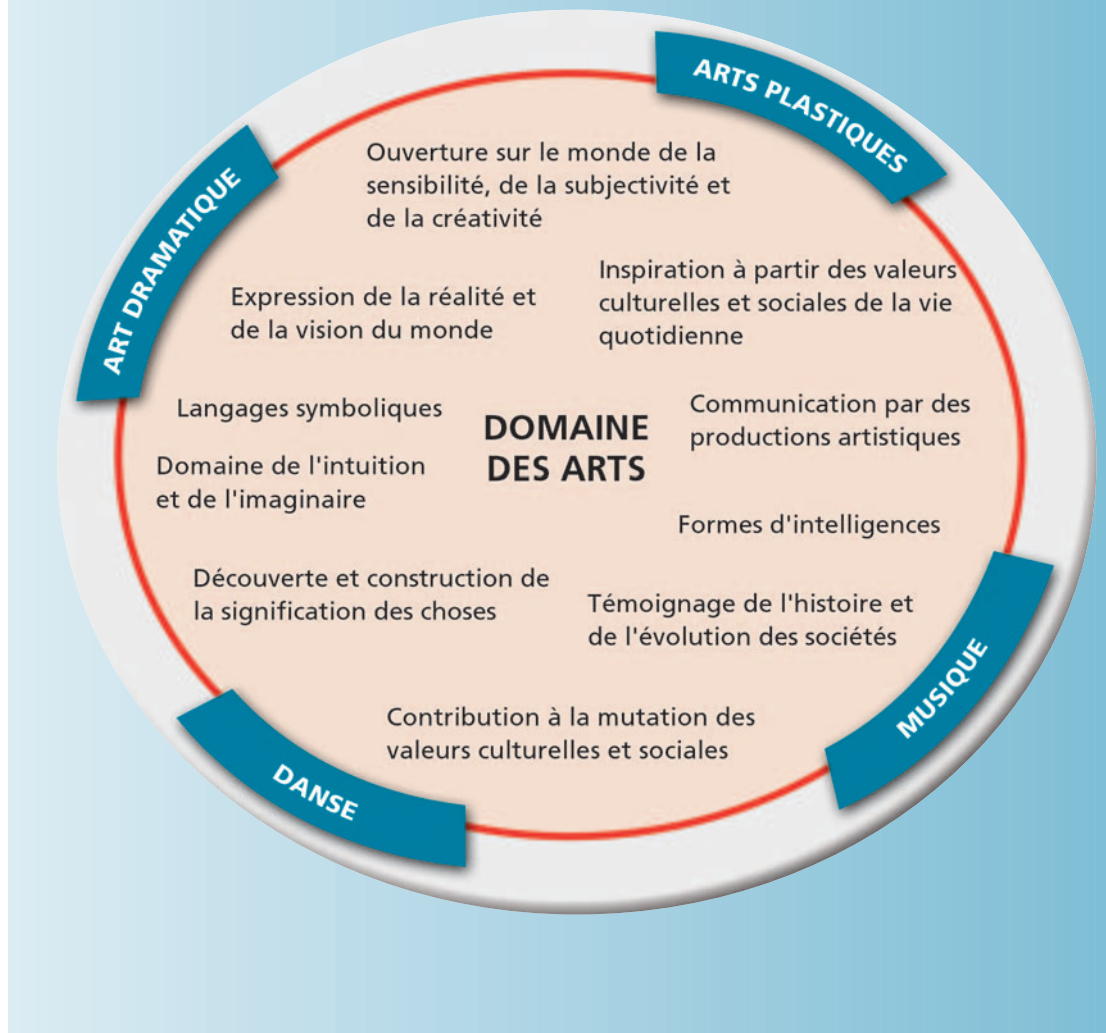 ARTS PLASTIQUES
ART DRAMATIQUE
Ouverture sur le monde de la
sensibilité, de la subjectivité et
de la créativité
Expression de la réalité et
de la vision du monde
Inspiration à partir des valeurs
culturelles et sociales de la vie
quotidienne
Langages symboliques
DOMAINE
DES ARTS
Communication par des
productions artistiques
Domaine de l'intuition
et de l'imaginaire
Formes d'intelligences
Découverte et construction de
la signification des choses
Témoignage de l'histoire et
de l'évolution des sociétés
Contribution à la mutation des
valeurs culturelles et sociales
MUSIQUE
DANSE